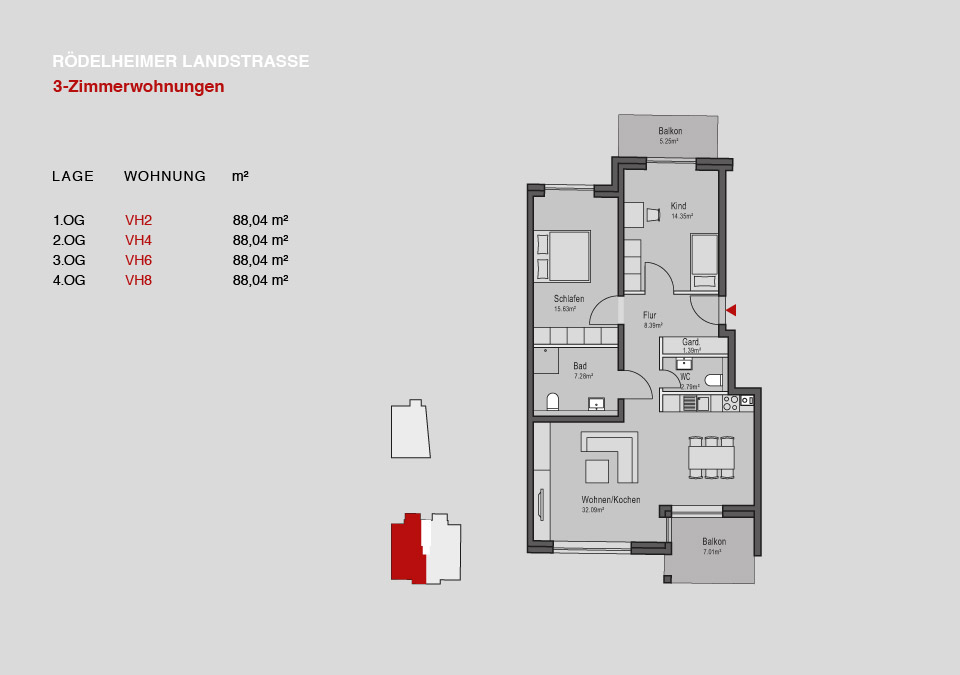 RÖDELHEIMER LANDSTRASSE
3-Zimmerwohnungen
LAGE WOHNUNG m²
1.OG VH2 88,04 m²
2.OG VH4 88,04 m²
3.OG VH6 88,04 m²
4.OG VH8 88,04 m²
Balkon
5.25m²
Kind
14.35m²
Schlafen
15.63m²
Flur
8.39m²
Gard.
1.39m²
Bad
7.28m²
WC
2.79m²
Wohnen/Kochen
32.09m²
Balkon
7.01m²